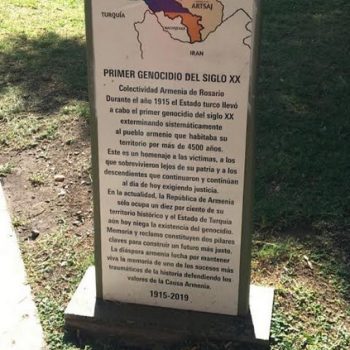 ARTSAJ
TURQUÍA
NAJICHEVAN
IRAN
PRIMER GENOCIDIO DEL SIGLO XX
Colectividad Armenia de Rosario
Durante el año 1915 el Estado turco llevó
a cabo el primer genocidio del siglo XX
exterminando sistemáticamente
al pueblo armenio que habitaba su
territorio por más de 4500 años.
Este es un homenaje a las víctimas, a los
que sobrevivieron lejos de su patria y a los
descendientes que continuaron y continúan
al día de hoy exigiendo justicia.
En la actualidad, la República de Armenia
sólo ocupa un diez por ciento de su
territorio histórico y el Estado de Turquía
aún hoy niega la existencia del genocidio.
Memoria y reclamo constituyen dos pilares
claves para construir un futuro más justo.
La diáspora armenia lucha por mantener
viva la memoria de uno de los sucesos más
traumáticos de la historia defendiendo los
valores de la Causa Armenia.
1915-2019